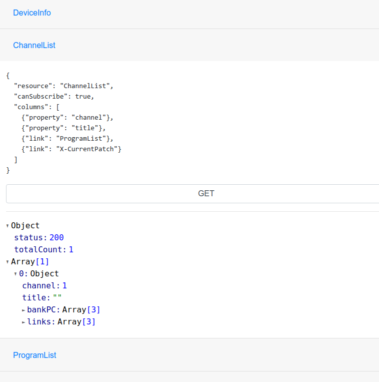 DeviceInfo
ChannelList
{
  "resource": "ChannelList",
  "canSubscribe": true,
  "columns": [
    {"property": "channel"},
    {"property": "title"},
    {"link": "ProgramList"},
    {"link": "X-CurrentPatch"}
  ]
}
GET
Object
status: 200
totalCount: 1
Array[1]
0: Object
channel: 1
title: ""
bankPC: Array[3]
links: Array[3]
ProgramList